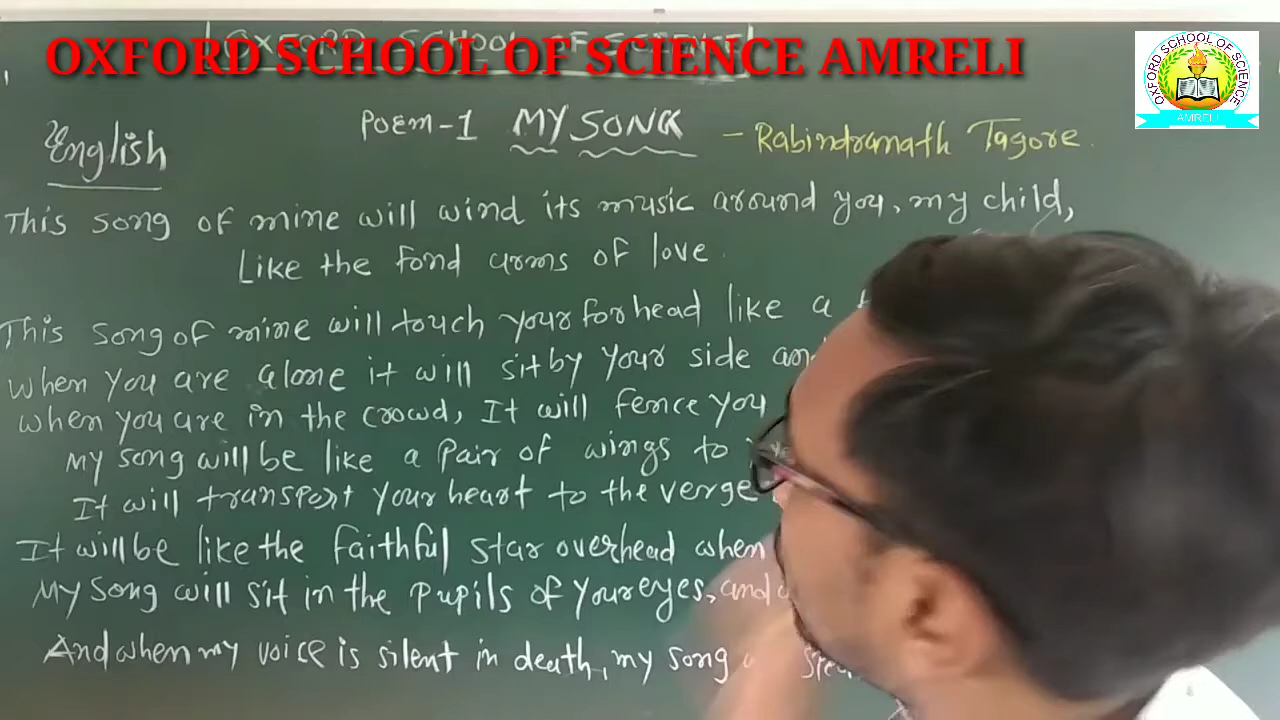 OXFORD SCHOOL OF SCIENCE
OXFORD SCHOOL OF SCIENCE AMRELI
OXFORD SCHOOL OF SCIENCE
AMRELI
English
Poem-1 MY SONG - Rabindranath Tagore.
This song of mine will wind its music around you, my child,
Like the fond arms of love.
This song of mine will touch your forhead like a
When you are alone it will sit by your side
when you are in the crowd, It will fence you
My song will be like a pair of wings to
It will transport your heart to the verge
It will be like the faithful star overhead when
My song will sit in the pupils of your eyes, and
And when my voice is silent in death, my song